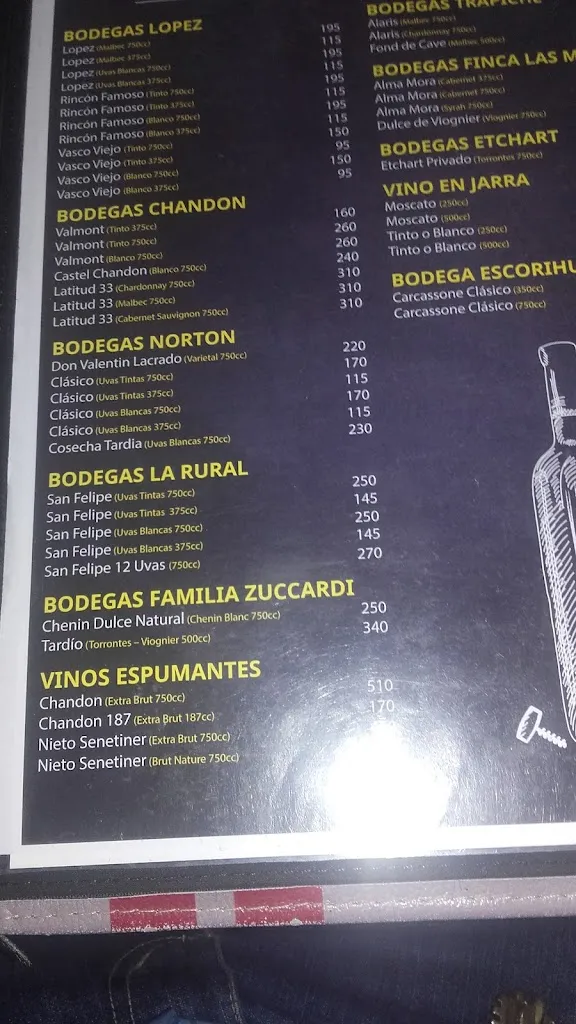 BODEGAS LOPEZ
Lopez (Malbec 750cc) 195
Lopez (Malbec 375cc) 115
Lopez (Uvas Blancas 750cc) 195
Lopez (Uvas Blancas 375cc) 115
Rincón Famoso (Tinto 750cc) 195
Rincón Famoso (Tinto 375cc) 115
Rincón Famoso (Blanco 750cc) 195
Rincón Famoso (Blanco 375cc) 115
Vasco Viejo (Tinto 750cc) 150
Vasco Viejo (Tinto 375cc) 95
Vasco Viejo (Blanco 750cc) 150
Vasco Viejo (Blanco 375cc) 95
BODEGAS CHANDON
Valmont (Tinto 375cc) 160
Valmont (Tinto 750cc) 260
Valmont (Blanco 750cc) 260
Castel Chandon (Blanco 750cc) 240
Latitud 33 (Chardonnay 750cc) 310
Latitud 33 (Malbec 750cc) 310
Latitud 33 (Cabernet Sauvignon 750cc) 310
BODEGAS NORTON
Don Valentin Lacrado (Varietal 750cc) 220
Clásico (Uvas Tintas 750cc) 170
Clásico (Uvas Tintas 375cc) 115
Clásico (Uvas Blancas 750cc) 170
Clásico (Uvas Blancas 375cc) 115
Cosecha Tardia (Uvas Blancas 750cc) 230
BODEGAS LA RURAL
San Felipe (Uvas Tintas 750cc) 250
San Felipe (Uvas Tintas 375cc) 145
San Felipe (Uvas Blancas 750cc) 250
San Felipe (Uvas Blancas 375cc) 145
San Felipe 12 Uvas (750cc) 270
BODEGAS FAMILIA ZUCCARDI
Chenin Dulce Natural (Chenin Blanc 750cc) 250
Tardío (Torrontes – Viognier 500cc) 340
VINOS ESPUMANTES
Chandon (Extra Brut 750cc) 510
Chandon 187 (Extra Brut 187cc) 170
Nieto Senetiner (Extra Brut 750cc)
Nieto Senetiner (Brut Nature 750cc)
BODEGAS TRAPICHE
Alaris (Malbec 750cc)
Alaris (Chardonnay 750cc)
Fond de Cave (Malbec 500cc)
BODEGAS FINCA LAS M
Alma Mora (Cabernet 375cc)
Alma Mora (Cabernet 750cc)
Alma Mora (Syrah 750cc)
Dulce de Viognier (Viognier 750cc)
BODEGAS ETCHART
Etchart Privado (Torrontes 750cc)
VINO EN JARRA
Moscato (250cc)
Moscato (500cc)
Tinto o Blanco (250cc)
Tinto o Blanco (500cc)
BODEGA ESCORIHU
Carcassone Clásico (350cc)
Carcassone Clásico (750cc)